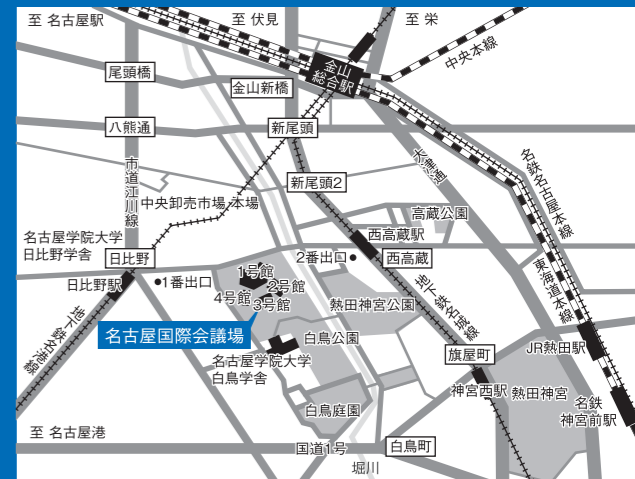 至 名古屋駅
至 伏見
至 栄
中央本線
金山
総合駅
尾頭橋
金山新橋
八熊通
新尾頭
大津通
名鉄名古屋本線
東海道本線
市道江川線
新尾頭2
中央卸売市場 本場
高蔵公園
西高蔵駅
西高蔵
2番出口
名古屋学院大学
日比野学舎
日比野
日比野駅
1番出口
1号館
2号館
3号館
4号館
熱田神宮公園
地下鉄名城線
地下鉄名港線
名古屋国際会議場
白鳥公園
名古屋学院大学
白鳥学舎
旗屋町
JR熱田駅
神宮西駅
熱田神宮
名鉄
神宮前駅
白鳥庭園
至 名古屋港
国道1号
白鳥町
堀川